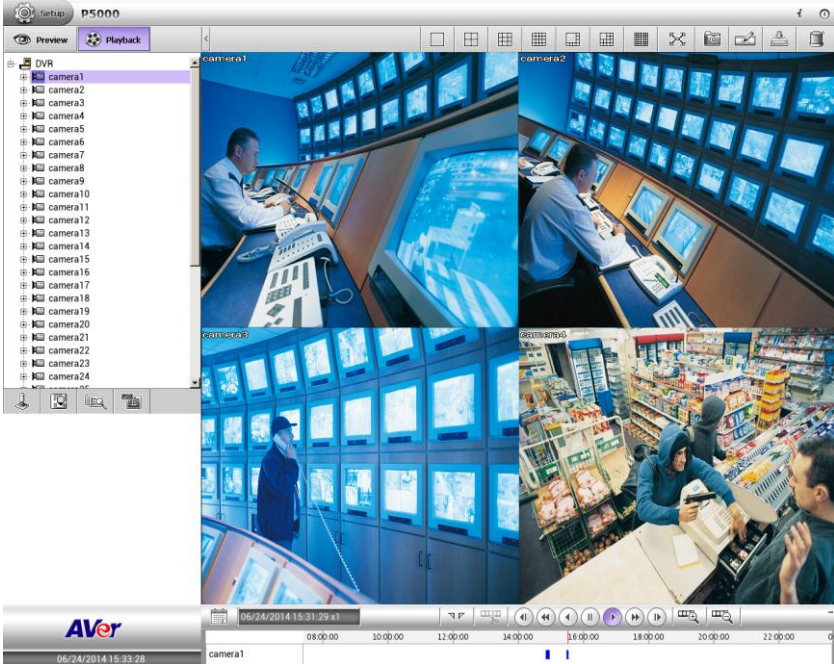 Setup P5000
Preview Playback
DVR
camera1
camera2
camera3
camera4
camera5
camera6
camera7
camera8
camera9
camera10
camera11
camera12
camera13
camera14
camera15
camera16
camera17
camera18
camera19
camera20
camera21
camera22
camera23
camera24
camera1
camera2
camera3
camera4
06/24/2014 15:31:29 x1
AVer
06/24/2014 15:33:28
08:00:00 10:00:00 12:00:00 14:00:00 16:00:00 18:00:00 20:00:00 22:00:00
camera1